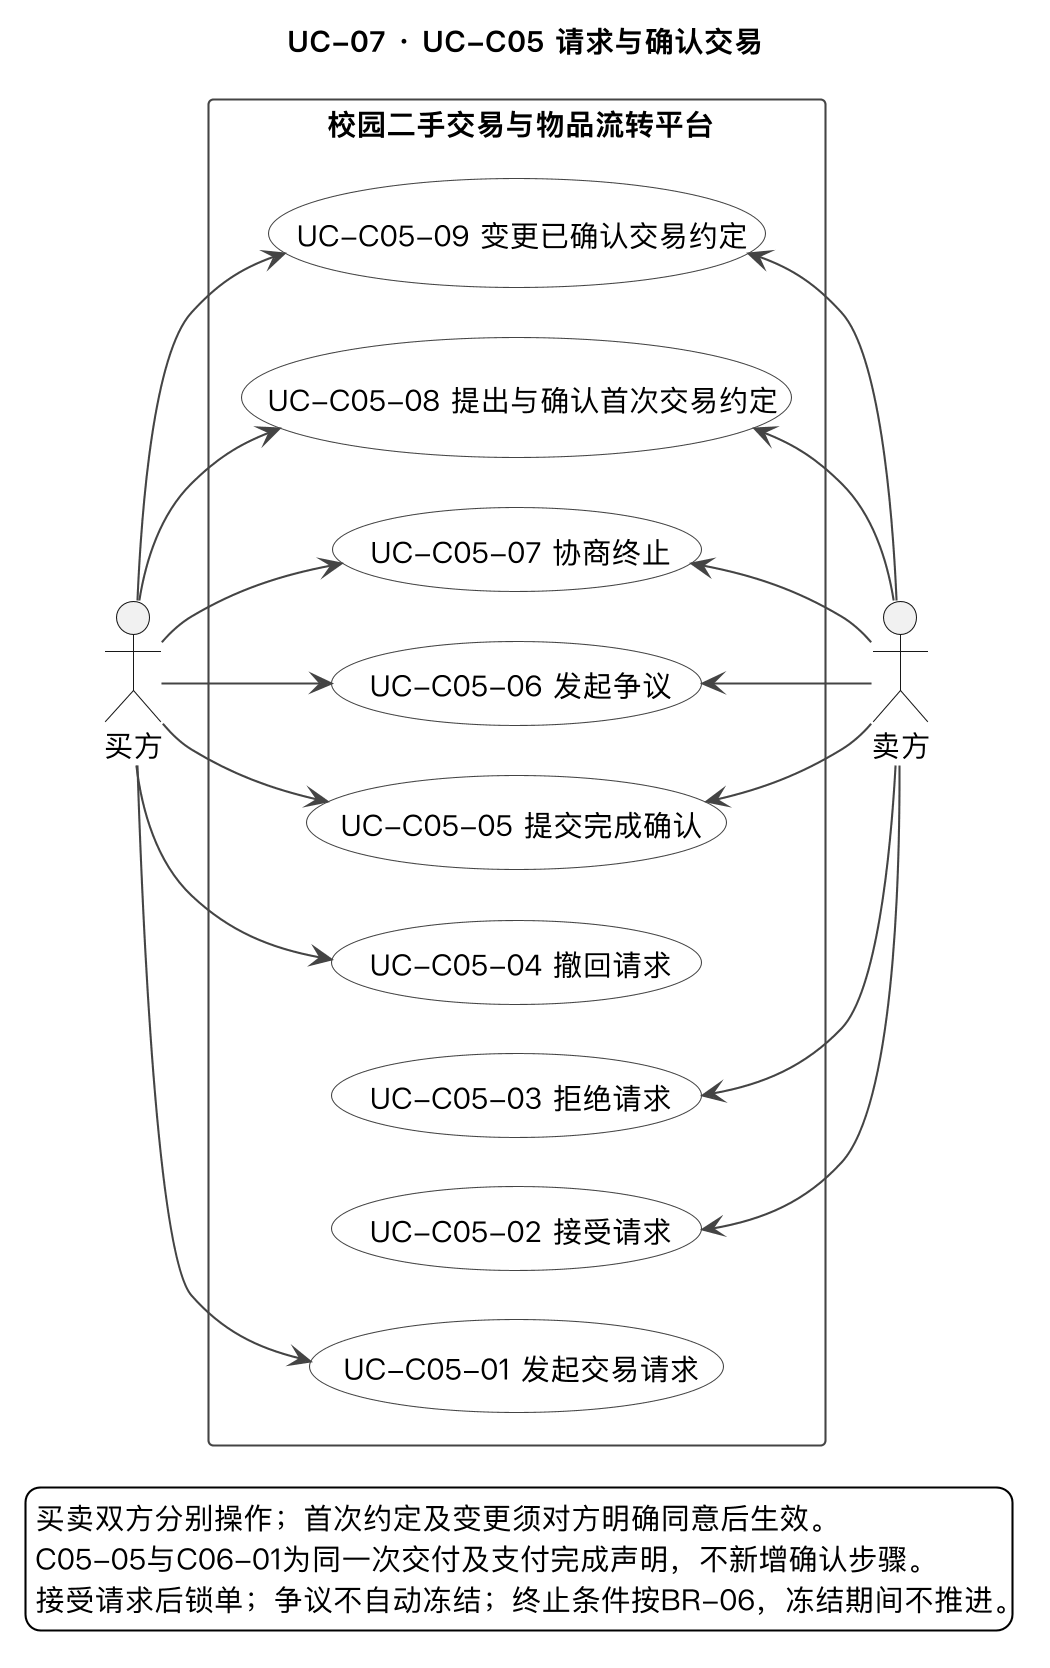 UC-07 · UC-C05 请求与确认交易
校园二手交易与物品流转平台
UC-C05-09 变更已确认交易约定
UC-C05-08 提出与确认首次交易约定
UC-C05-07 协商终止
UC-C05-06 发起争议
买方
卖方
UC-C05-05 提交完成确认
UC-C05-04 撤回请求
UC-C05-03 拒绝请求
UC-C05-02 接受请求
UC-C05-01 发起交易请求
买卖双方分别操作；首次约定及变更须对方明确同意后生效。
C05-05与C06-01为同一次交付及支付完成声明，不新增确认步骤。
接受请求后锁单；争议不自动冻结；终止条件按BR-06，冻结期间不推进。